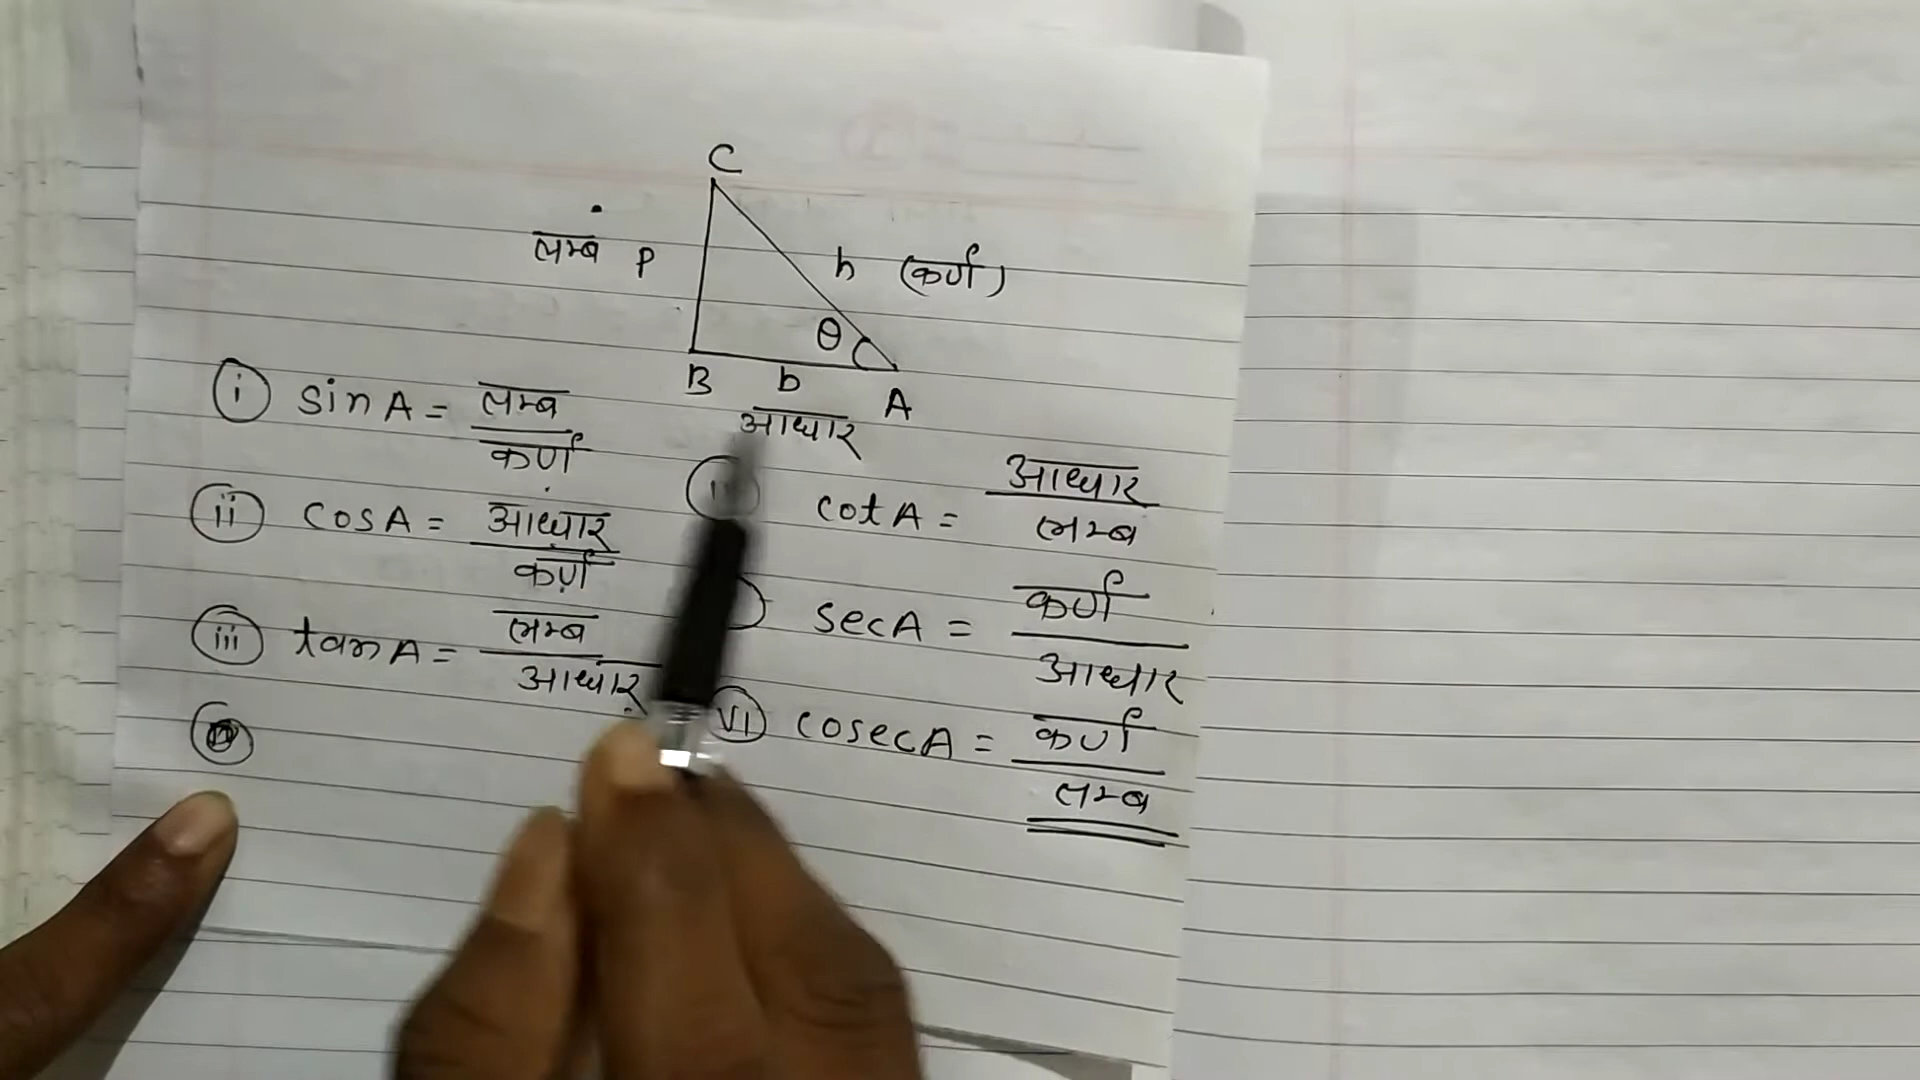 C
लम्ब P
h (कर्ण)
θ
B b A
आधार
i sin A = लम्ब / कर्ण
ii cos A = आधार / कर्ण
iii tan A = लम्ब / आधार
cot A = आधार / लम्ब
sec A = कर्ण / आधार
VI cosec A = कर्ण / लम्ब